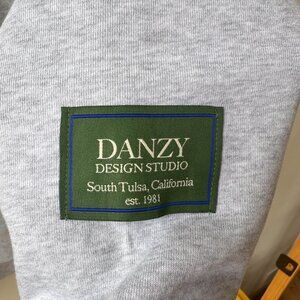 DANZY
DESIGN STUDIO
South Tulsa, California
est. 1981